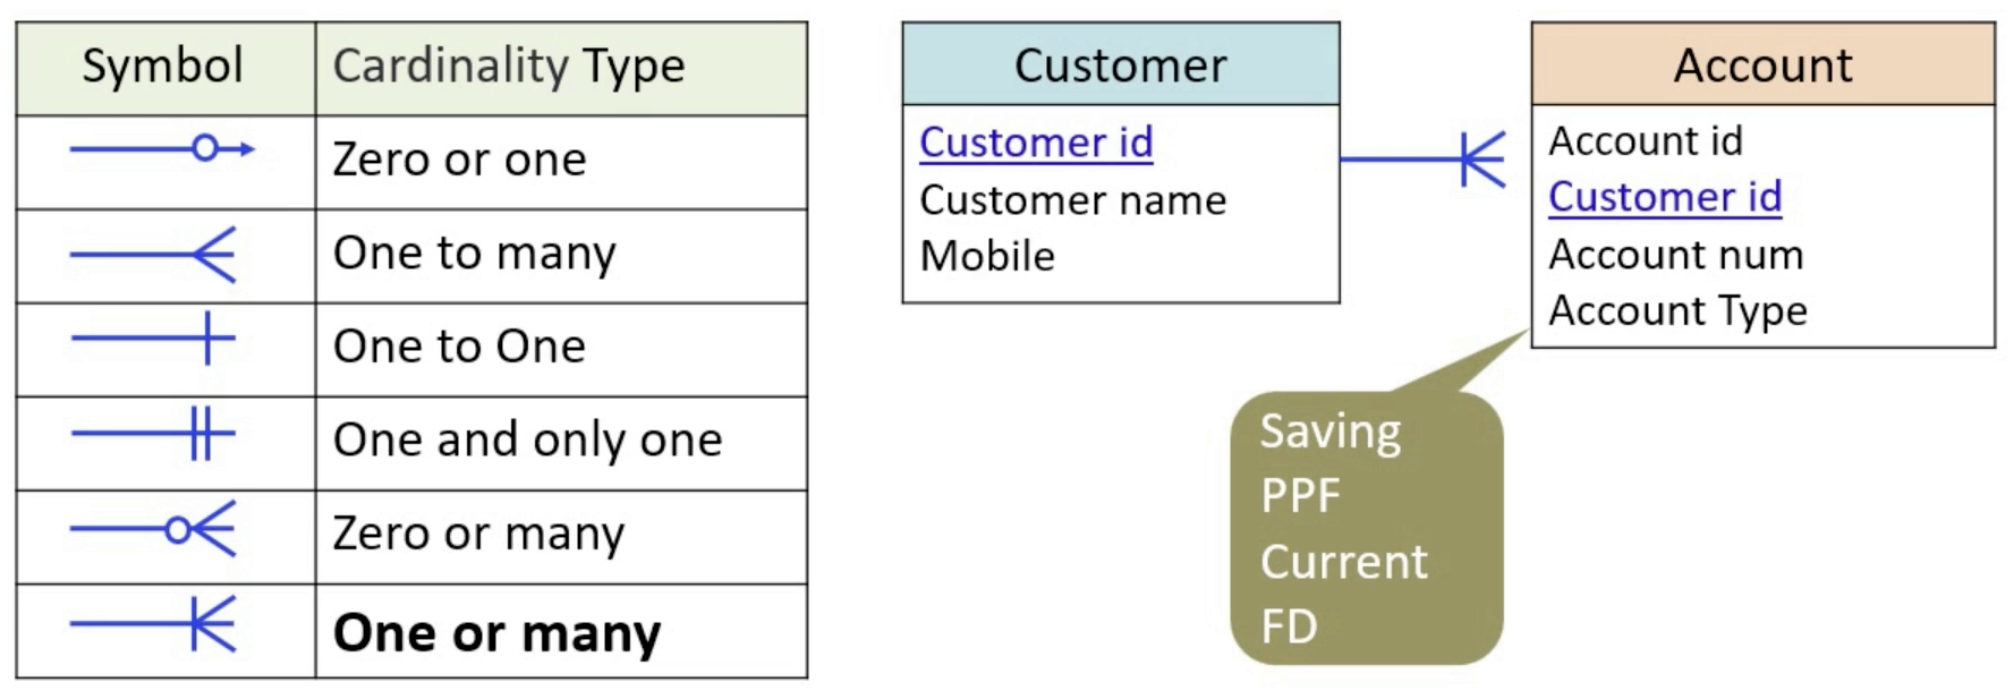 Symbol Cardinality Type
Zero or one
One to many
One to One
One and only one
Zero or many
One or many
Customer
Customer id
Customer name
Mobile
Account
Account id
Customer id
Account num
Account Type
Saving
PPF
Current
FD